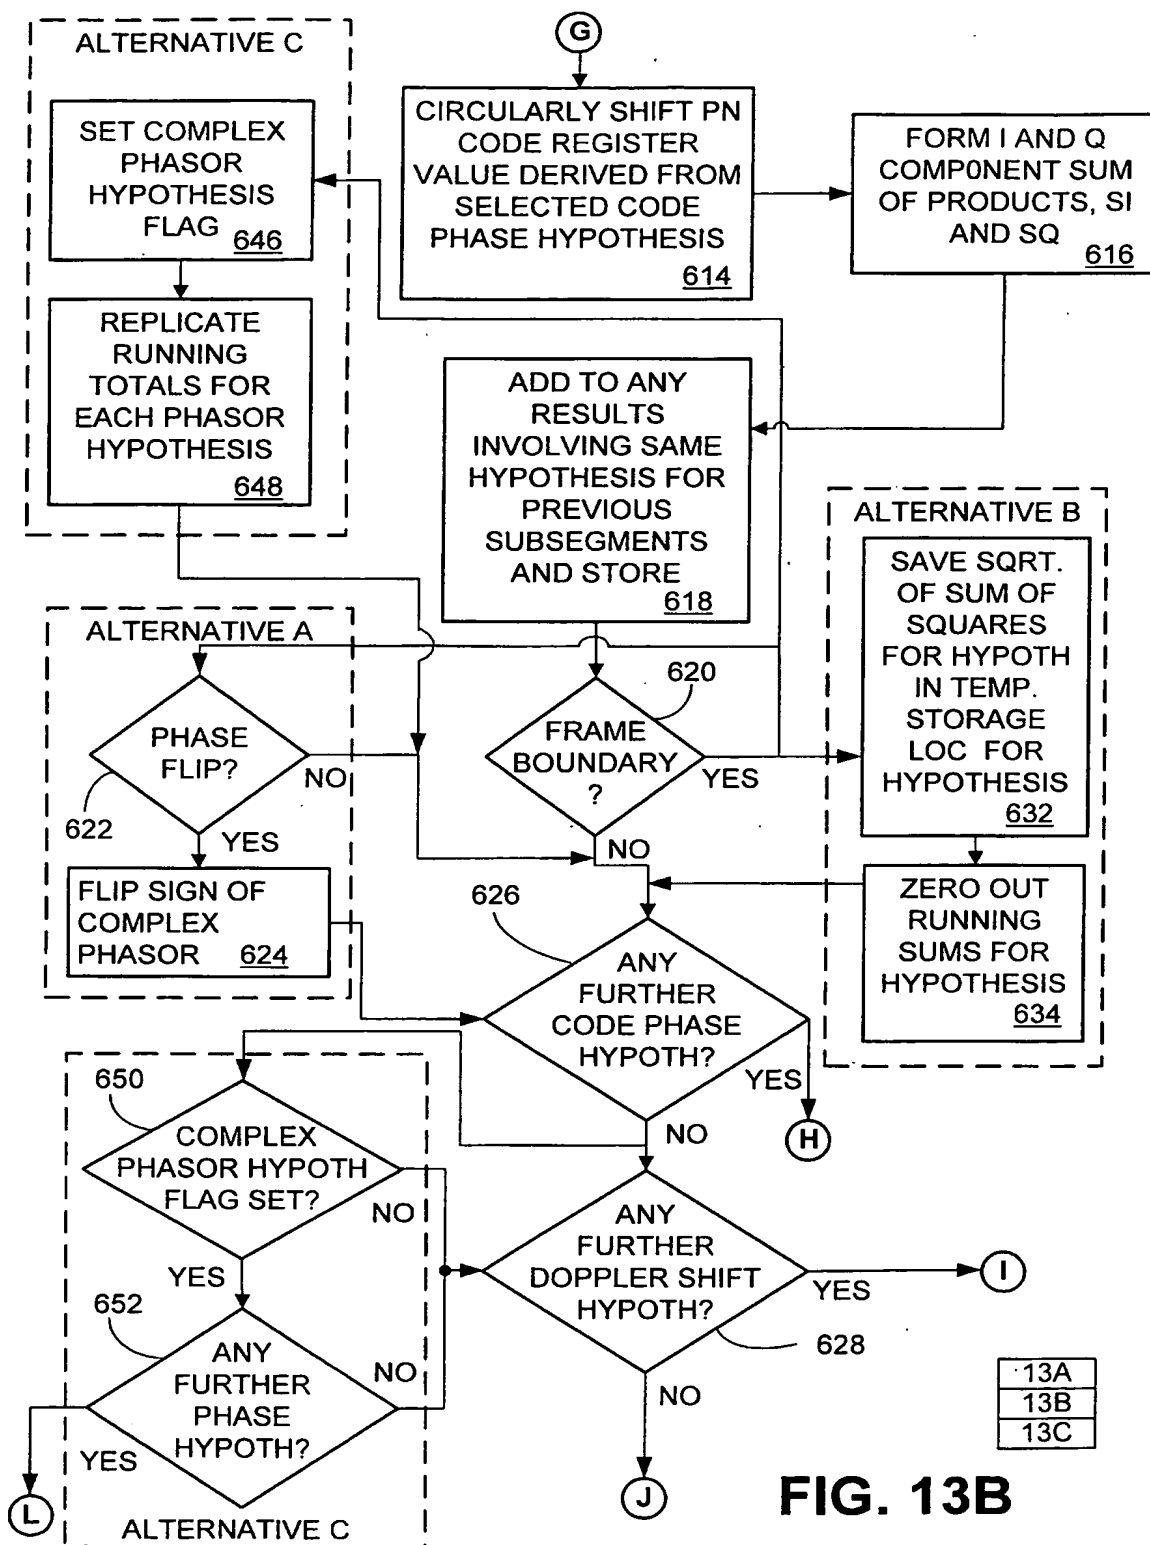 ALTERNATIVE C
SET COMPLEX
PHASOR
HYPOTHESIS
FLAG
646
REPLICATE
RUNNING
TOTALS FOR
EACH PHASOR
HYPOTHESIS
648
G
CIRCULARLY SHIFT PN
CODE REGISTER
VALUE DERIVED FROM
SELECTED CODE
PHASE HYPOTHESIS
614
FORM I AND Q
COMP0NENT SUM
OF PRODUCTS, SI
AND SQ
616
ADD TO ANY
RESULTS
INVOLVING SAME
HYPOTHESIS FOR
PREVIOUS
SUBSEGMENTS
AND STORE
618
ALTERNATIVE B
SAVE SQRT.
OF SUM OF
SQUARES
FOR HYPOTH
IN TEMP.
STORAGE
LOC FOR
HYPOTHESIS
632
ZERO OUT
RUNNING
SUMS FOR
HYPOTHESIS
634
ALTERNATIVE A
PHASE
FLIP?
622
NO
YES
FLIP SIGN OF
COMPLEX
PHASOR
624
620
FRAME
BOUNDARY
?
YES
NO
626
ANY
FURTHER
CODE PHASE
HYPOTH?
YES
H
NO
650
COMPLEX
PHASOR HYPOTH
FLAG SET?
NO
YES
652
ANY
FURTHER
PHASE
HYPOTH?
NO
YES
L
ALTERNATIVE C
ANY
FURTHER
DOPPLER SHIFT
HYPOTH?
YES
I
628
NO
J
13A
13B
13C
FIG. 13B